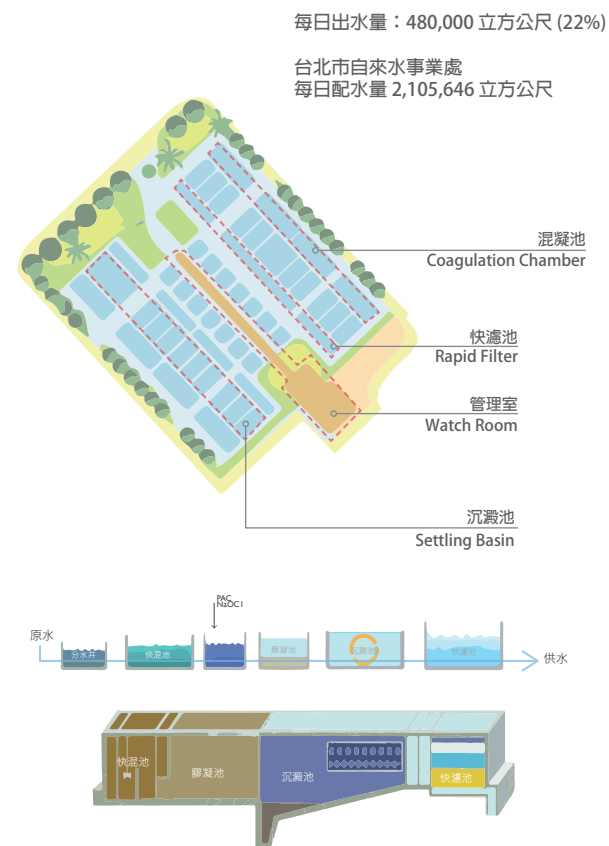 每日出水量：480,000 立方公尺 (22%)
台北市自來水事業處
每日配水量 2,105,646 立方公尺
混凝池
Coagulation Chamber
快濾池
Rapid Filter
管理室
Watch Room
沉澱池
Settling Basin
PAC
NaOCl
原水
分水井
快混池
膠凝池
沉澱池
快濾池
供水
快混池
膠凝池
沉澱池
快濾池